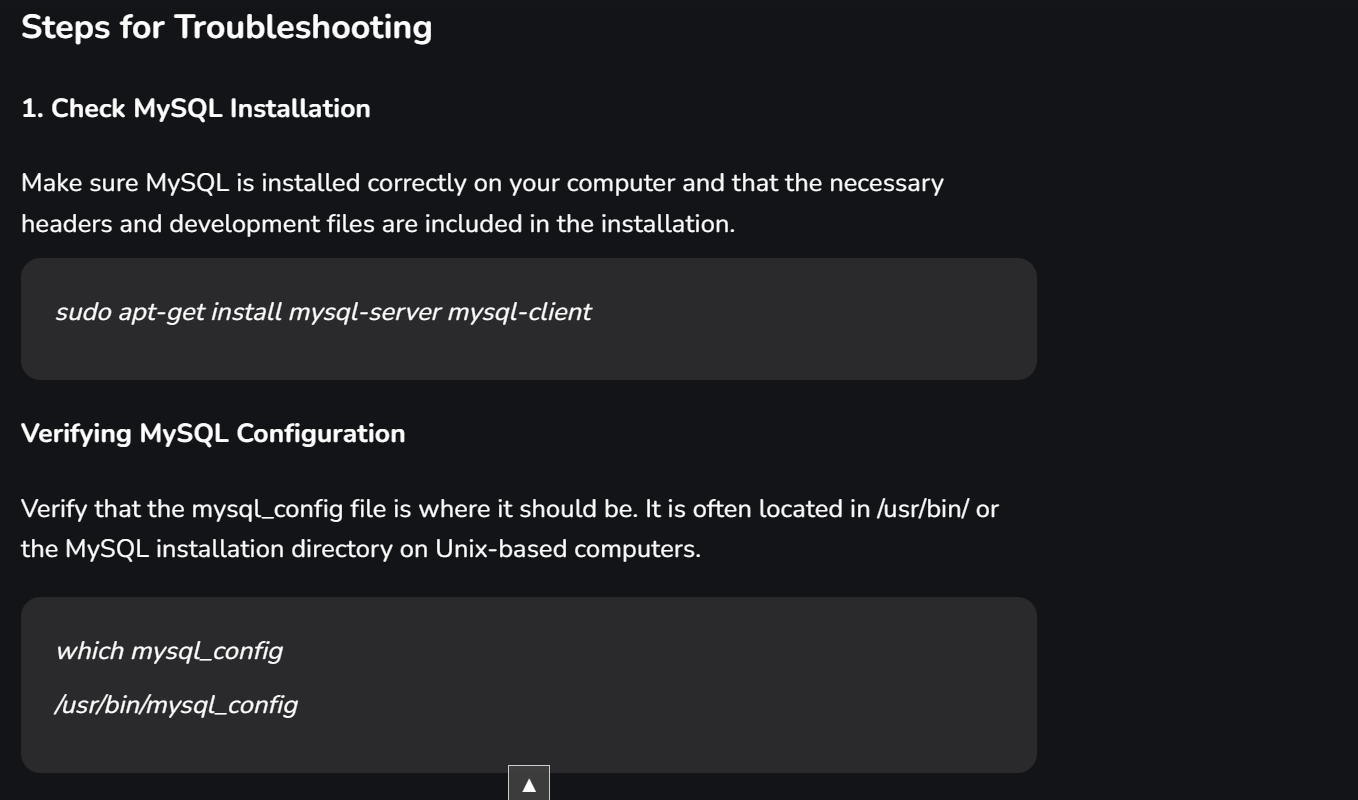 Steps for Troubleshooting
1. Check MySQL Installation
Make sure MySQL is installed correctly on your computer and that the necessary
headers and development files are included in the installation.
sudo apt-get install mysql-server mysql-client
Verifying MySQL Configuration
Verify that the mysql_config file is where it should be. It is often located in /usr/bin/ or
the MySQL installation directory on Unix-based computers.
which mysql_config
/usr/bin/mysql_config